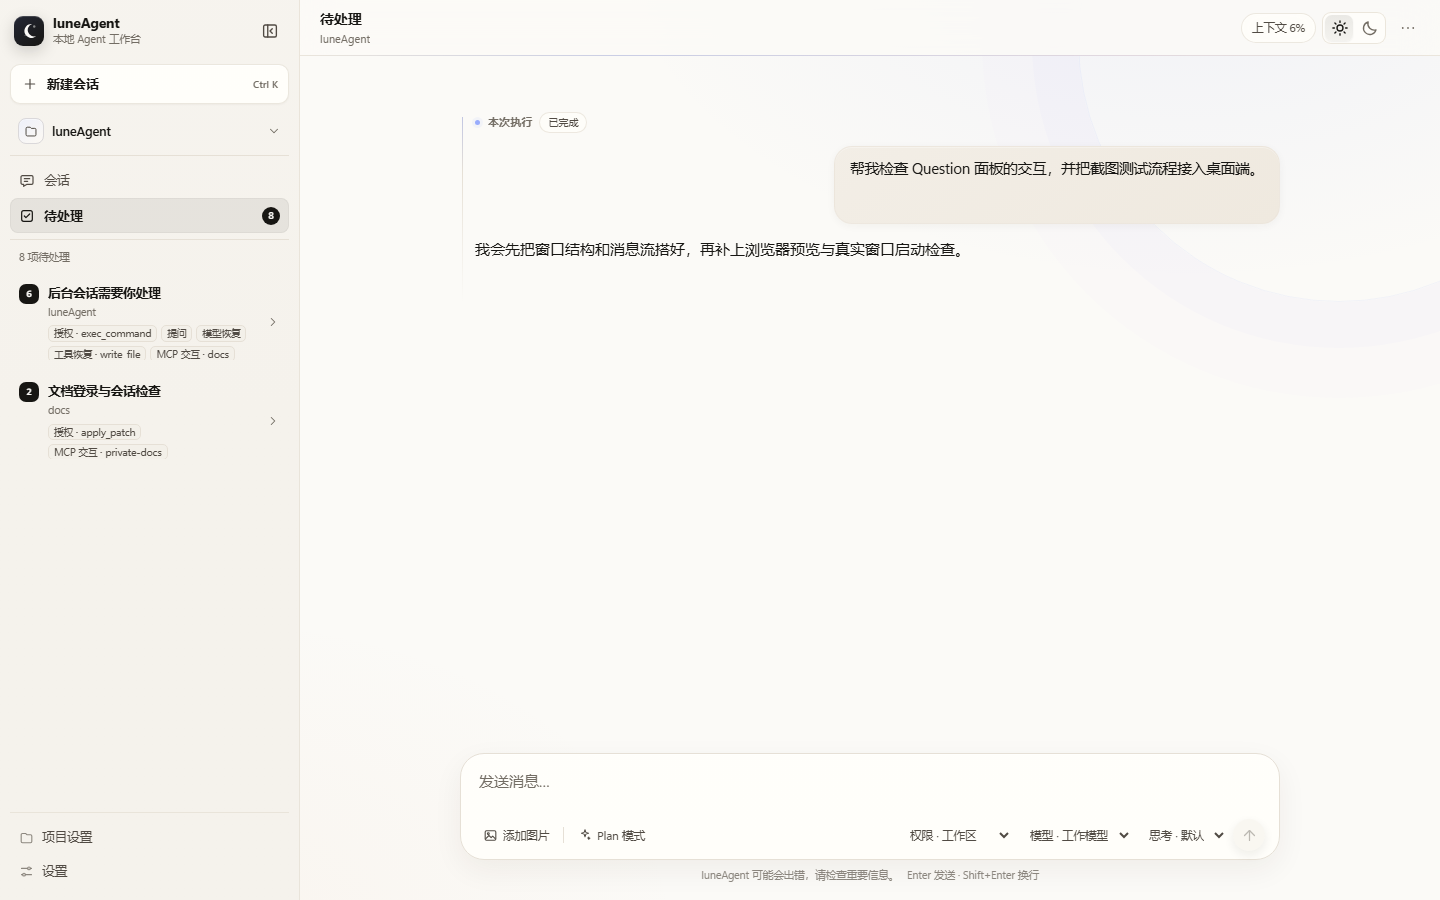 luneAgent
本地 Agent 工作台
新建会话 Ctrl K
luneAgent
会话
待处理 8
8 项待处理
6 后台会话需要你处理
luneAgent
授权 · exec_command 提问 模型恢复
工具恢复 · write_file MCP 交互 · docs
2 文档登录与会话检查
docs
授权 · apply_patch
MCP 交互 · private-docs
项目设置
设置
待处理
luneAgent
上下文 6%
本次执行 已完成
帮我检查 Question 面板的交互，并把截图测试流程接入桌面端。
我会先把窗口结构和消息流搭好，再补上浏览器预览与真实窗口启动检查。
发送消息...
添加图片 Plan 模式 权限 · 工作区 模型 · 工作模型 思考 · 默认
luneAgent 可能会出错，请检查重要信息。 Enter 发送 · Shift+Enter 换行